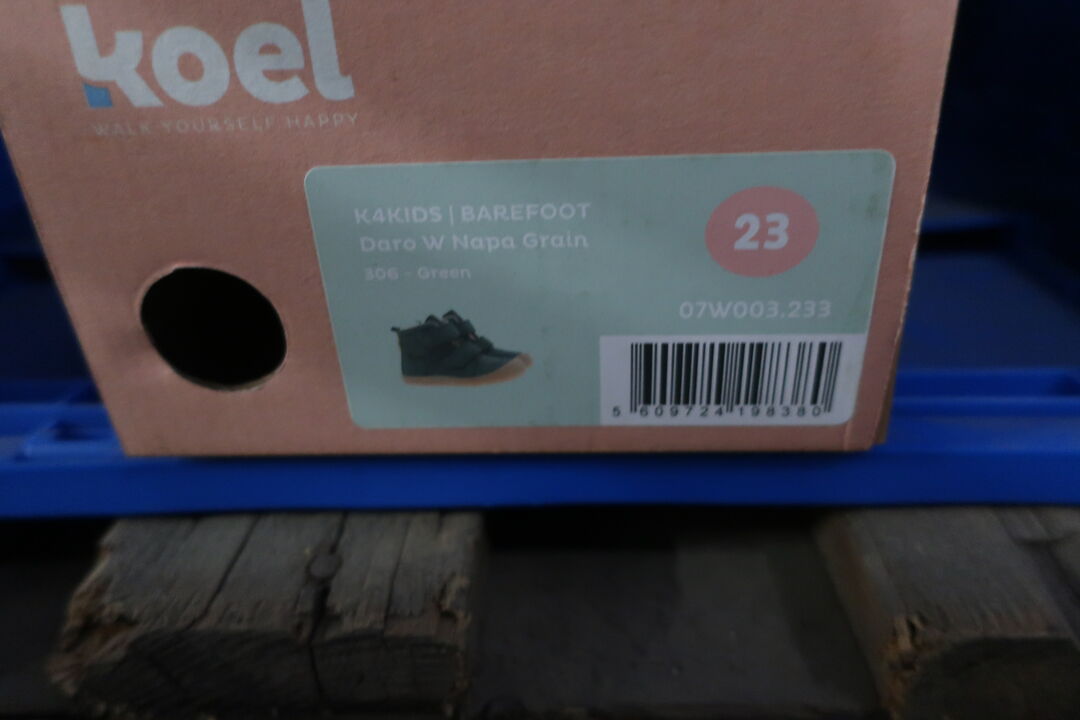 koel
WALK YOURSELF HAPPY
K4KIDS | BAREFOOT
Daro W Napa Grain
306 - Green
23
07W003.233
5 609724 198380